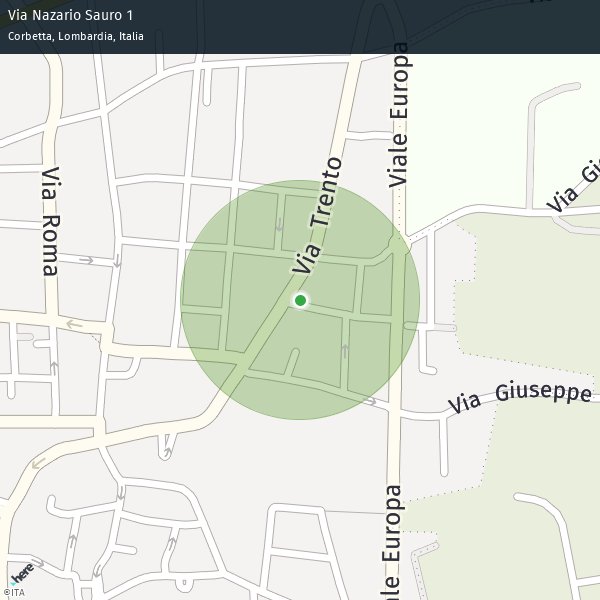 Via Nazario Sauro 1
Corbetta, Lombardia, Italia
Viale Europa
Via Trento
Via Roma
Via Gi
Via Giuseppe
ale Europa
here
©ITA